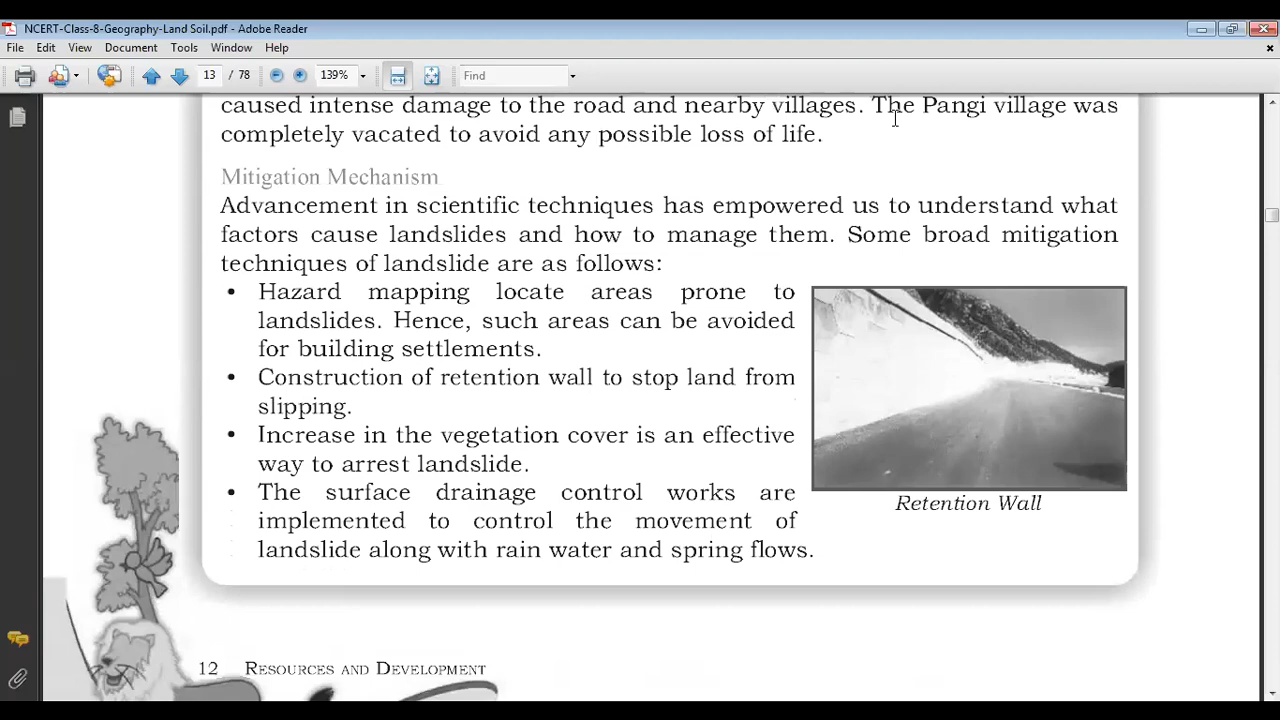 NCERT-Class-8-Geography-Land Soil.pdf - Adobe Reader
File Edit View Document Tools Window Help
13 / 78 139% Find
caused intense damage to the road and nearby villages. The Pangi village was
completely vacated to avoid any possible loss of life.
Mitigation Mechanism
Advancement in scientific techniques has empowered us to understand what
factors cause landslides and how to manage them. Some broad mitigation
techniques of landslide are as follows:
• Hazard mapping locate areas prone to
landslides. Hence, such areas can be avoided
for building settlements.
• Construction of retention wall to stop land from
slipping.
• Increase in the vegetation cover is an effective
way to arrest landslide.
• The surface drainage control works are
implemented to control the movement of
landslide along with rain water and spring flows.
Retention Wall
12 Resources and Development